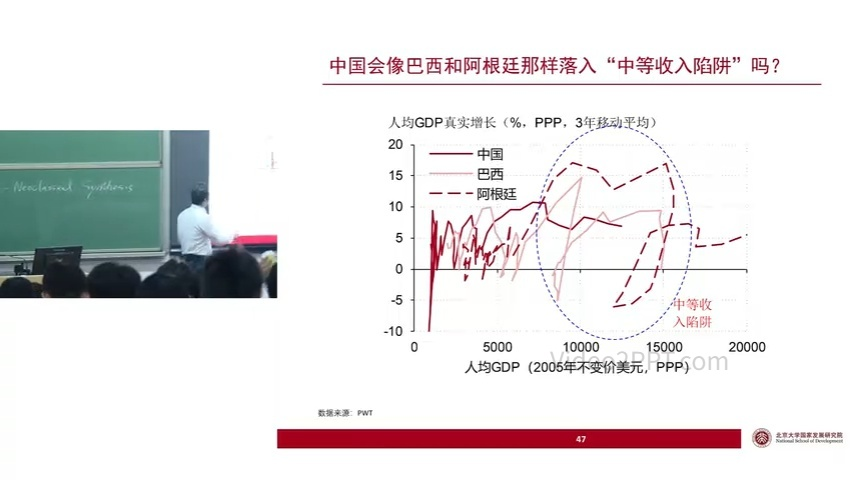 中国会像巴西和阿根廷那样落入“中等收入陷阱”吗？
Neoclassical Synthesis
人均GDP真实增长（%，PPP，3年移动平均）
20
15
10
5
0
-5
-10
中国
巴西
阿根廷
中等收
入陷阱
0 5000 10000 15000 20000
Video2PPT.com
人均GDP（2005年不变价美元，PPP）
数据来源：PWT
47
北京大学国家发展研究院
National School of Development